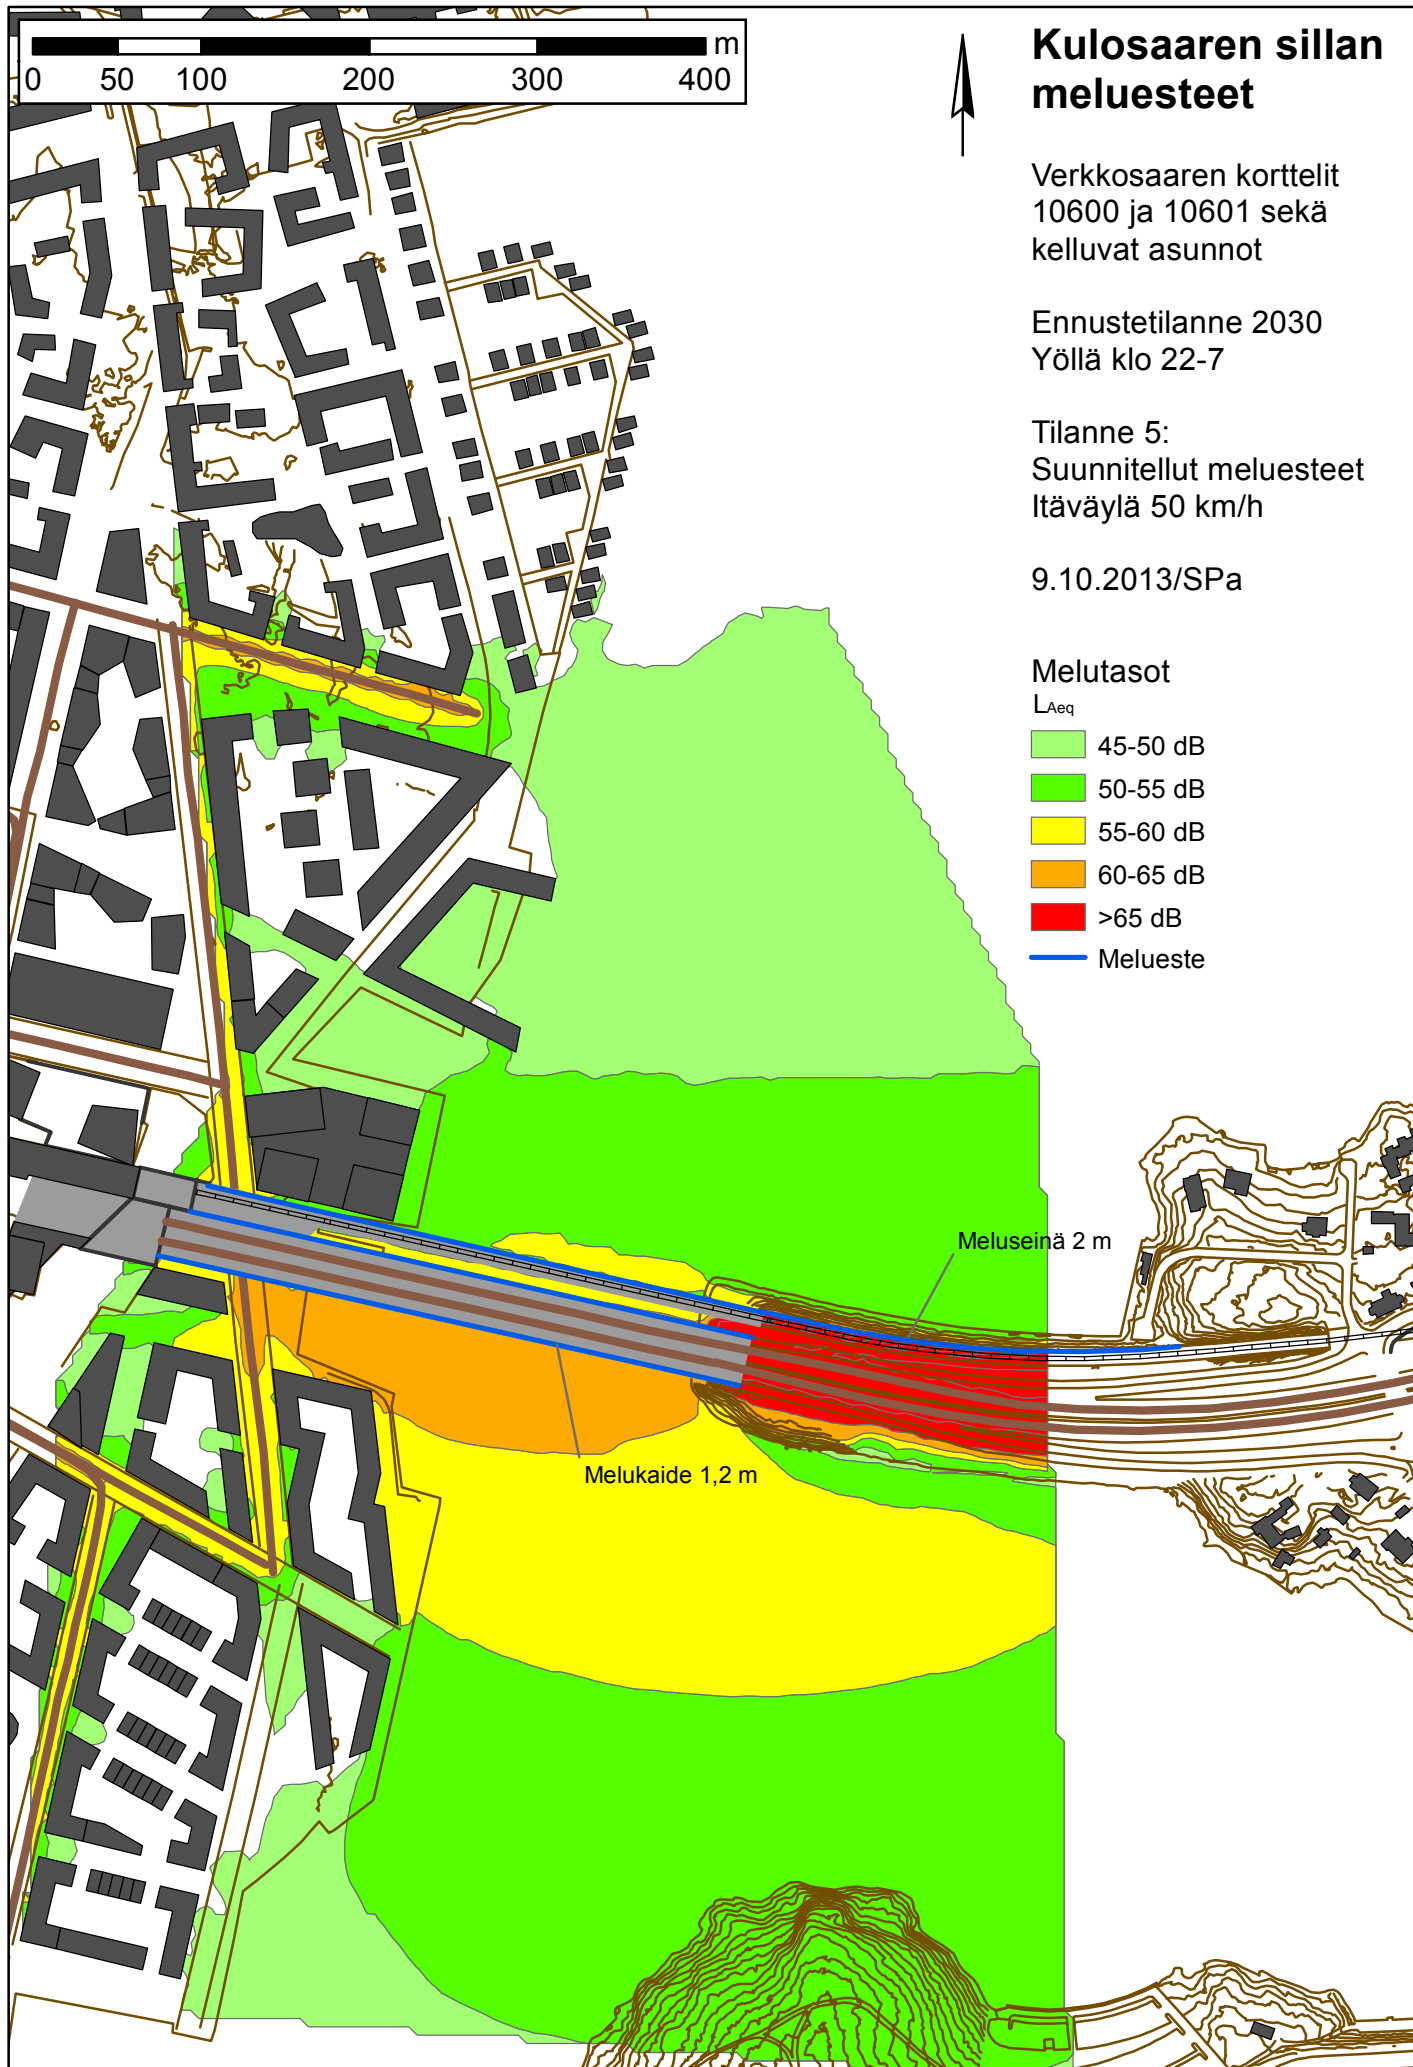 m
0 50 100 200 300 400
Kulosaaren sillan
meluesteet
Verkkosaaren korttelit
10600 ja 10601 sekä
kelluvat asunnot
Ennustetilanne 2030
Yöllä klo 22-7
Tilanne 5:
Suunnitellut meluesteet
Itäväylä 50 km/h
9.10.2013/SPa
Melutasot
LAeq
45-50 dB
50-55 dB
55-60 dB
60-65 dB
>65 dB
Melueste
Meluseinä 2 m
Melukaide 1,2 m